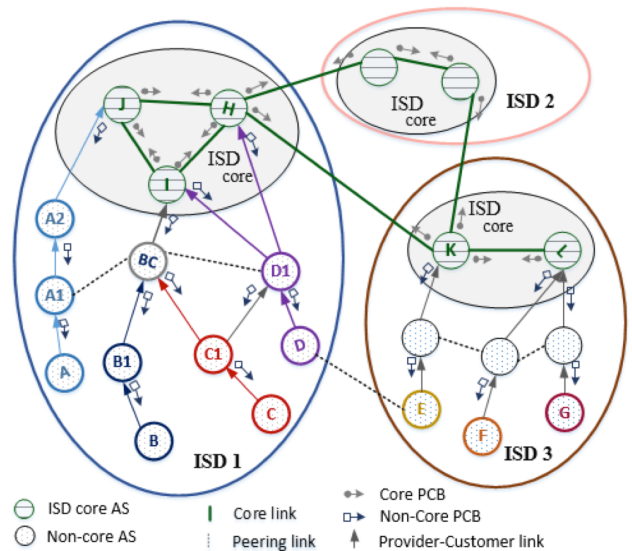 J
H
ISD
core
ISD 2
ISD
core
I
A2
BC
D1
A1
ISD
core
K
L
A
B1
C1
D
B
C
E
F
G
ISD 1
ISD 3
ISD core AS
Core link
Core PCB
Non-core AS
Peering link
Non-Core PCB
Provider-Customer link